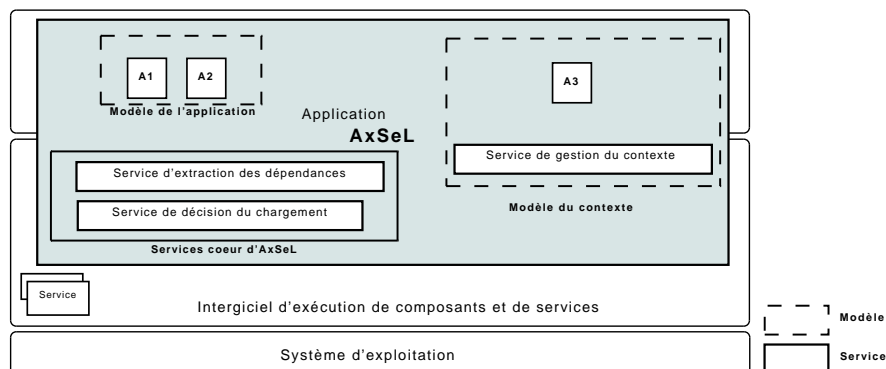 A1
A2
Modèle de l'application
Application
AxSeL
A3
Service de gestion du contexte
Modèle du contexte
Service d'extraction des dépendances
Service de décision du chargement
Services coeur d'AxSeL
Service
Intergiciel d'exécution de composants et de services
Système d'exploitation
Modèle
Service